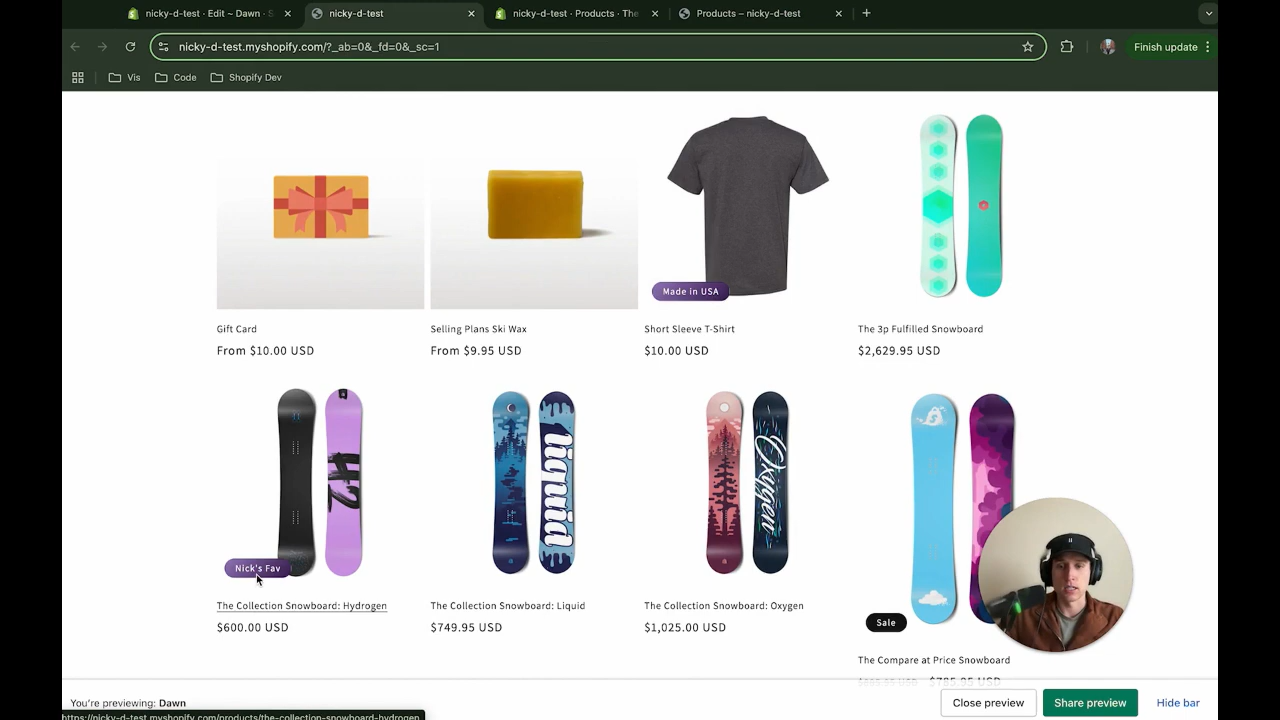 nicky-d-test · Edit ~ Dawn · S
nicky-d-test
nicky-d-test · Products · The
Products – nicky-d-test
nicky-d-test.myshopify.com/?_ab=0&_fd=0&_sc=1
Finish update
Vis
Code
Shopify Dev
Made in USA
Gift Card
Selling Plans Ski Wax
Short Sleeve T-Shirt
The 3p Fulfilled Snowboard
From $10.00 USD
From $9.95 USD
$10.00 USD
$2,629.95 USD
H2
liquid
Oxygen
Nick's Fav
The Collection Snowboard: Hydrogen
The Collection Snowboard: Liquid
The Collection Snowboard: Oxygen
$600.00 USD
$749.95 USD
$1,025.00 USD
Sale
The Compare at Price Snowboard
$785.95 USD
You're previewing: Dawn
Close preview
Share preview
Hide bar
https://nicky-d-test.myshopify.com/products/the-collection-snowboard-hydrogen